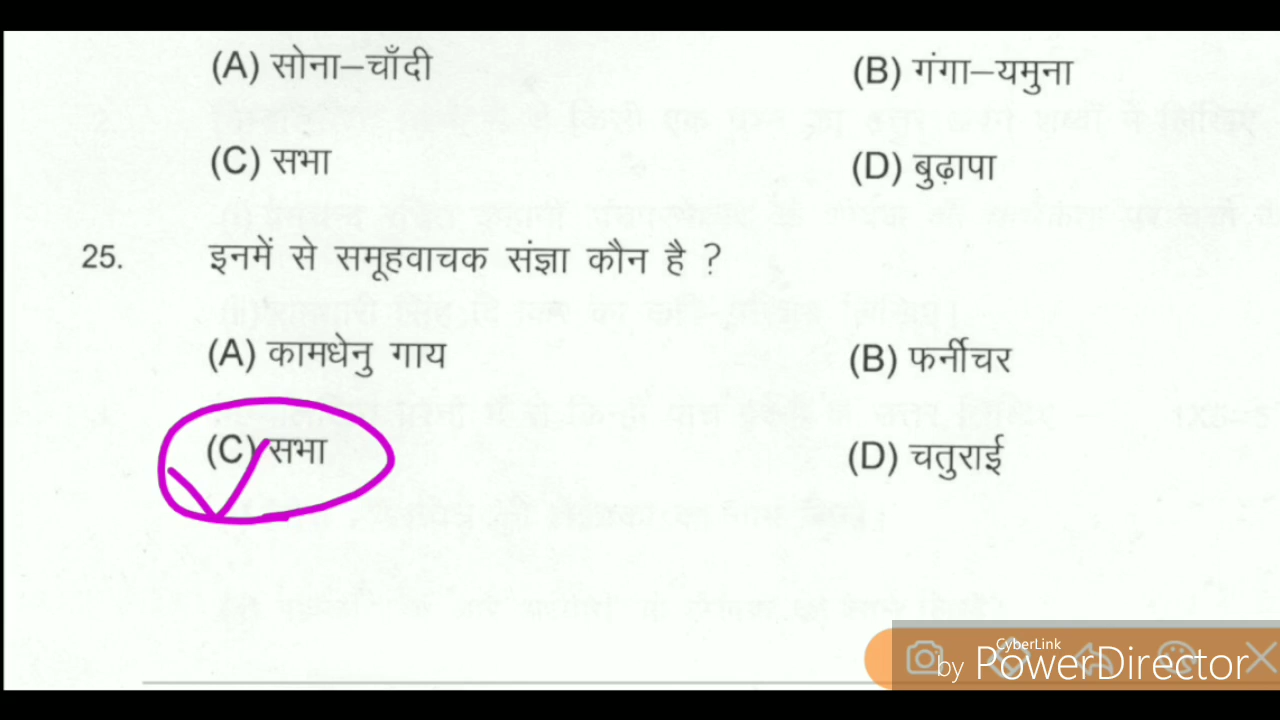 (A) सोना–चाँदी (B) गंगा–यमुना
(C) सभा (D) बुढ़ापा
25. इनमें से समूहवाचक संज्ञा कौन है ?
(A) कामधेनु गाय (B) फर्नीचर
(C) सभा (D) चतुराई
CyberLink
by PowerDirector